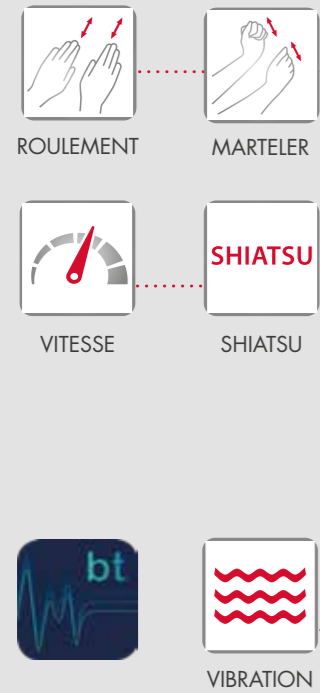 ROULEMENT
MARTELER
SHIATSU
VITESSE
SHIATSU
bt
VIBRATION